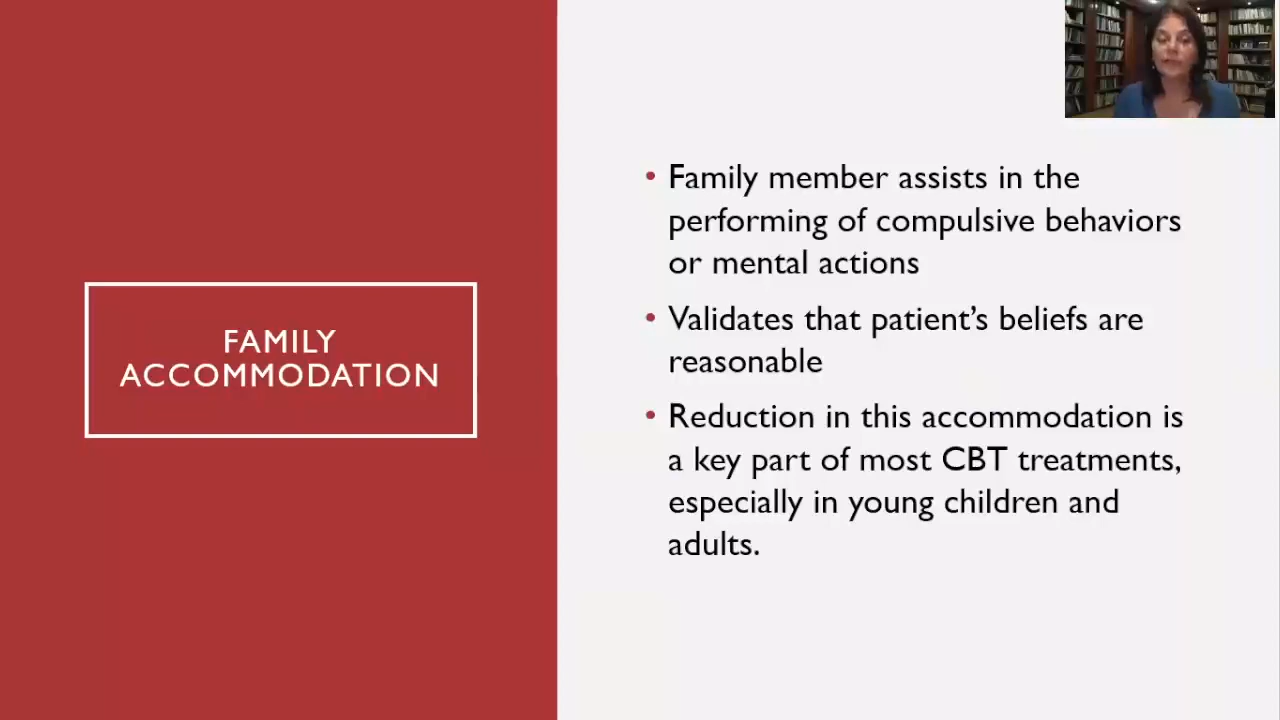 FAMILY
ACCOMMODATION
• Family member assists in the
performing of compulsive behaviors
or mental actions
• Validates that patient’s beliefs are
reasonable
• Reduction in this accommodation is
a key part of most CBT treatments,
especially in young children and
adults.